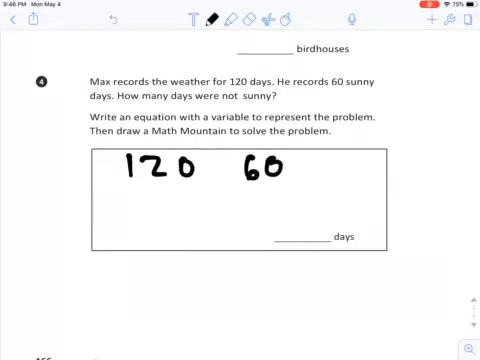 9:46 PM Mon May 4
75%
birdhouses
4
Max records the weather for 120 days. He records 60 sunny
days. How many days were not sunny?
Write an equation with a variable to represent the problem.
Then draw a Math Mountain to solve the problem.
120 60
days